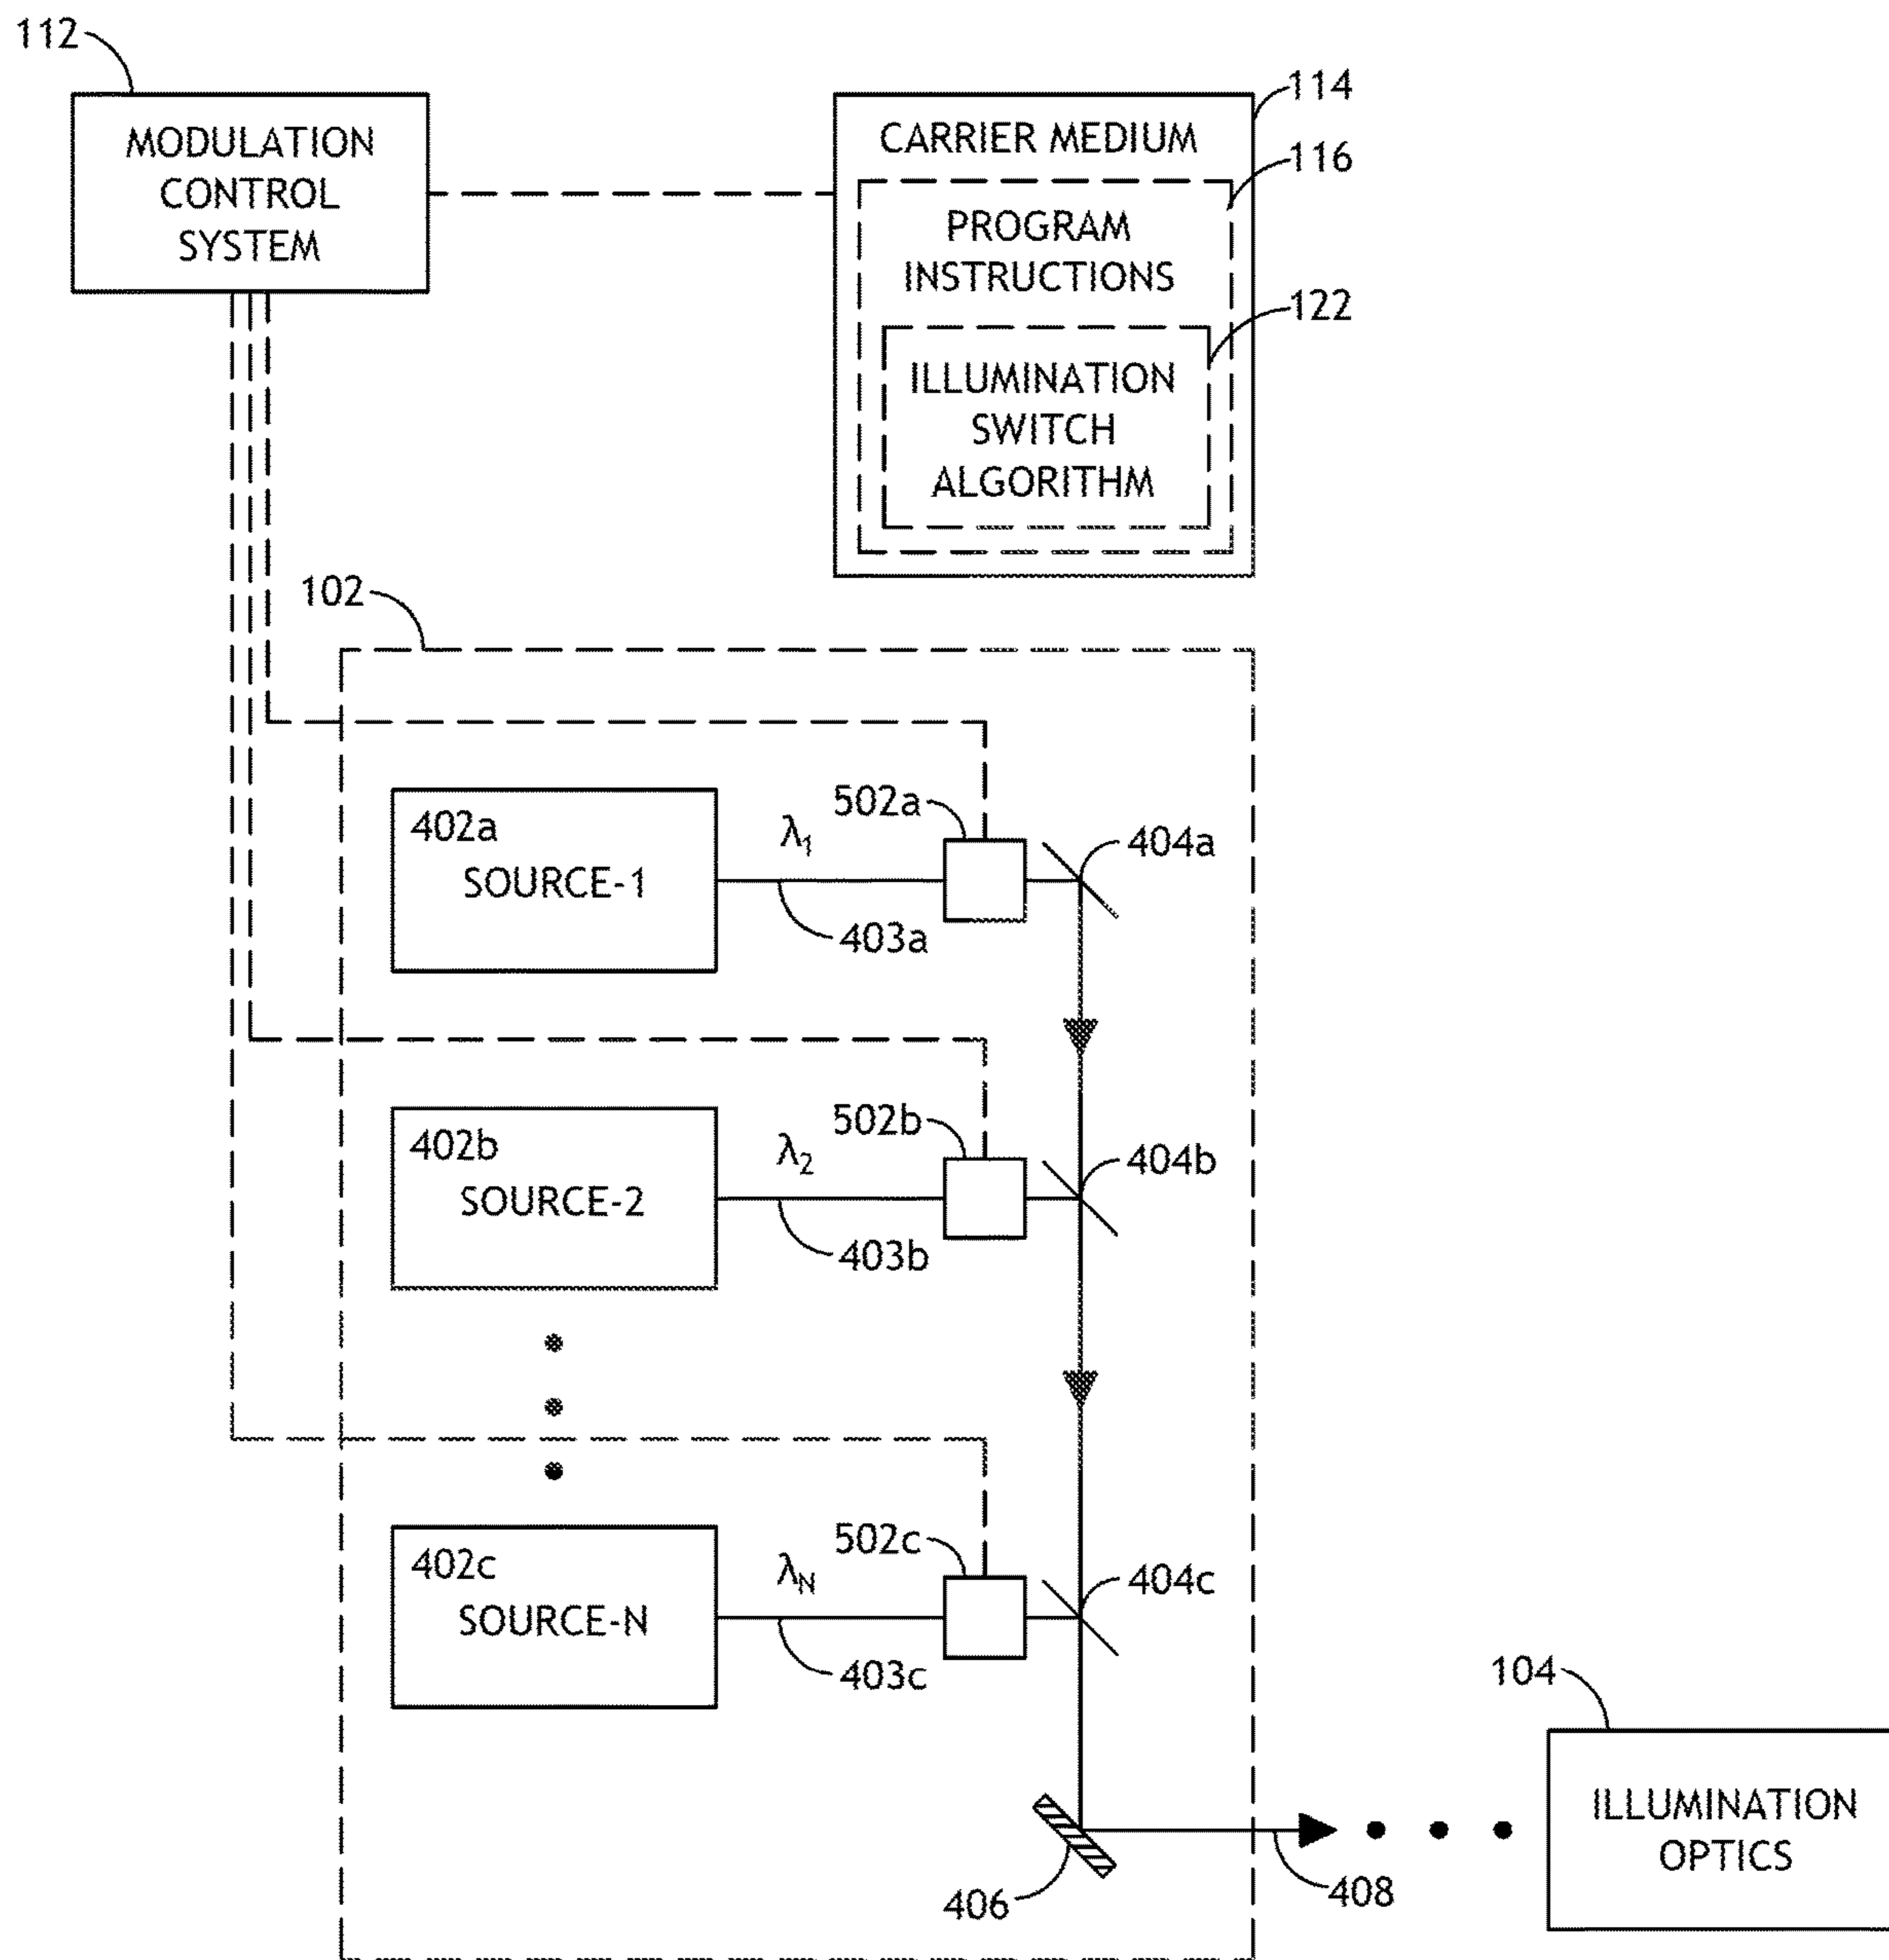 112
MODULATION
CONTROL
SYSTEM
114
CARRIER MEDIUM
116
PROGRAM
INSTRUCTIONS
122
ILLUMINATION
SWITCH
ALGORITHM
102
402a
SOURCE-1
λ1
403a
502a
404a
402b
SOURCE-2
λ2
403b
502b
404b
402c
SOURCE-N
λN
403c
502c
404c
406
408
104
ILLUMINATION
OPTICS